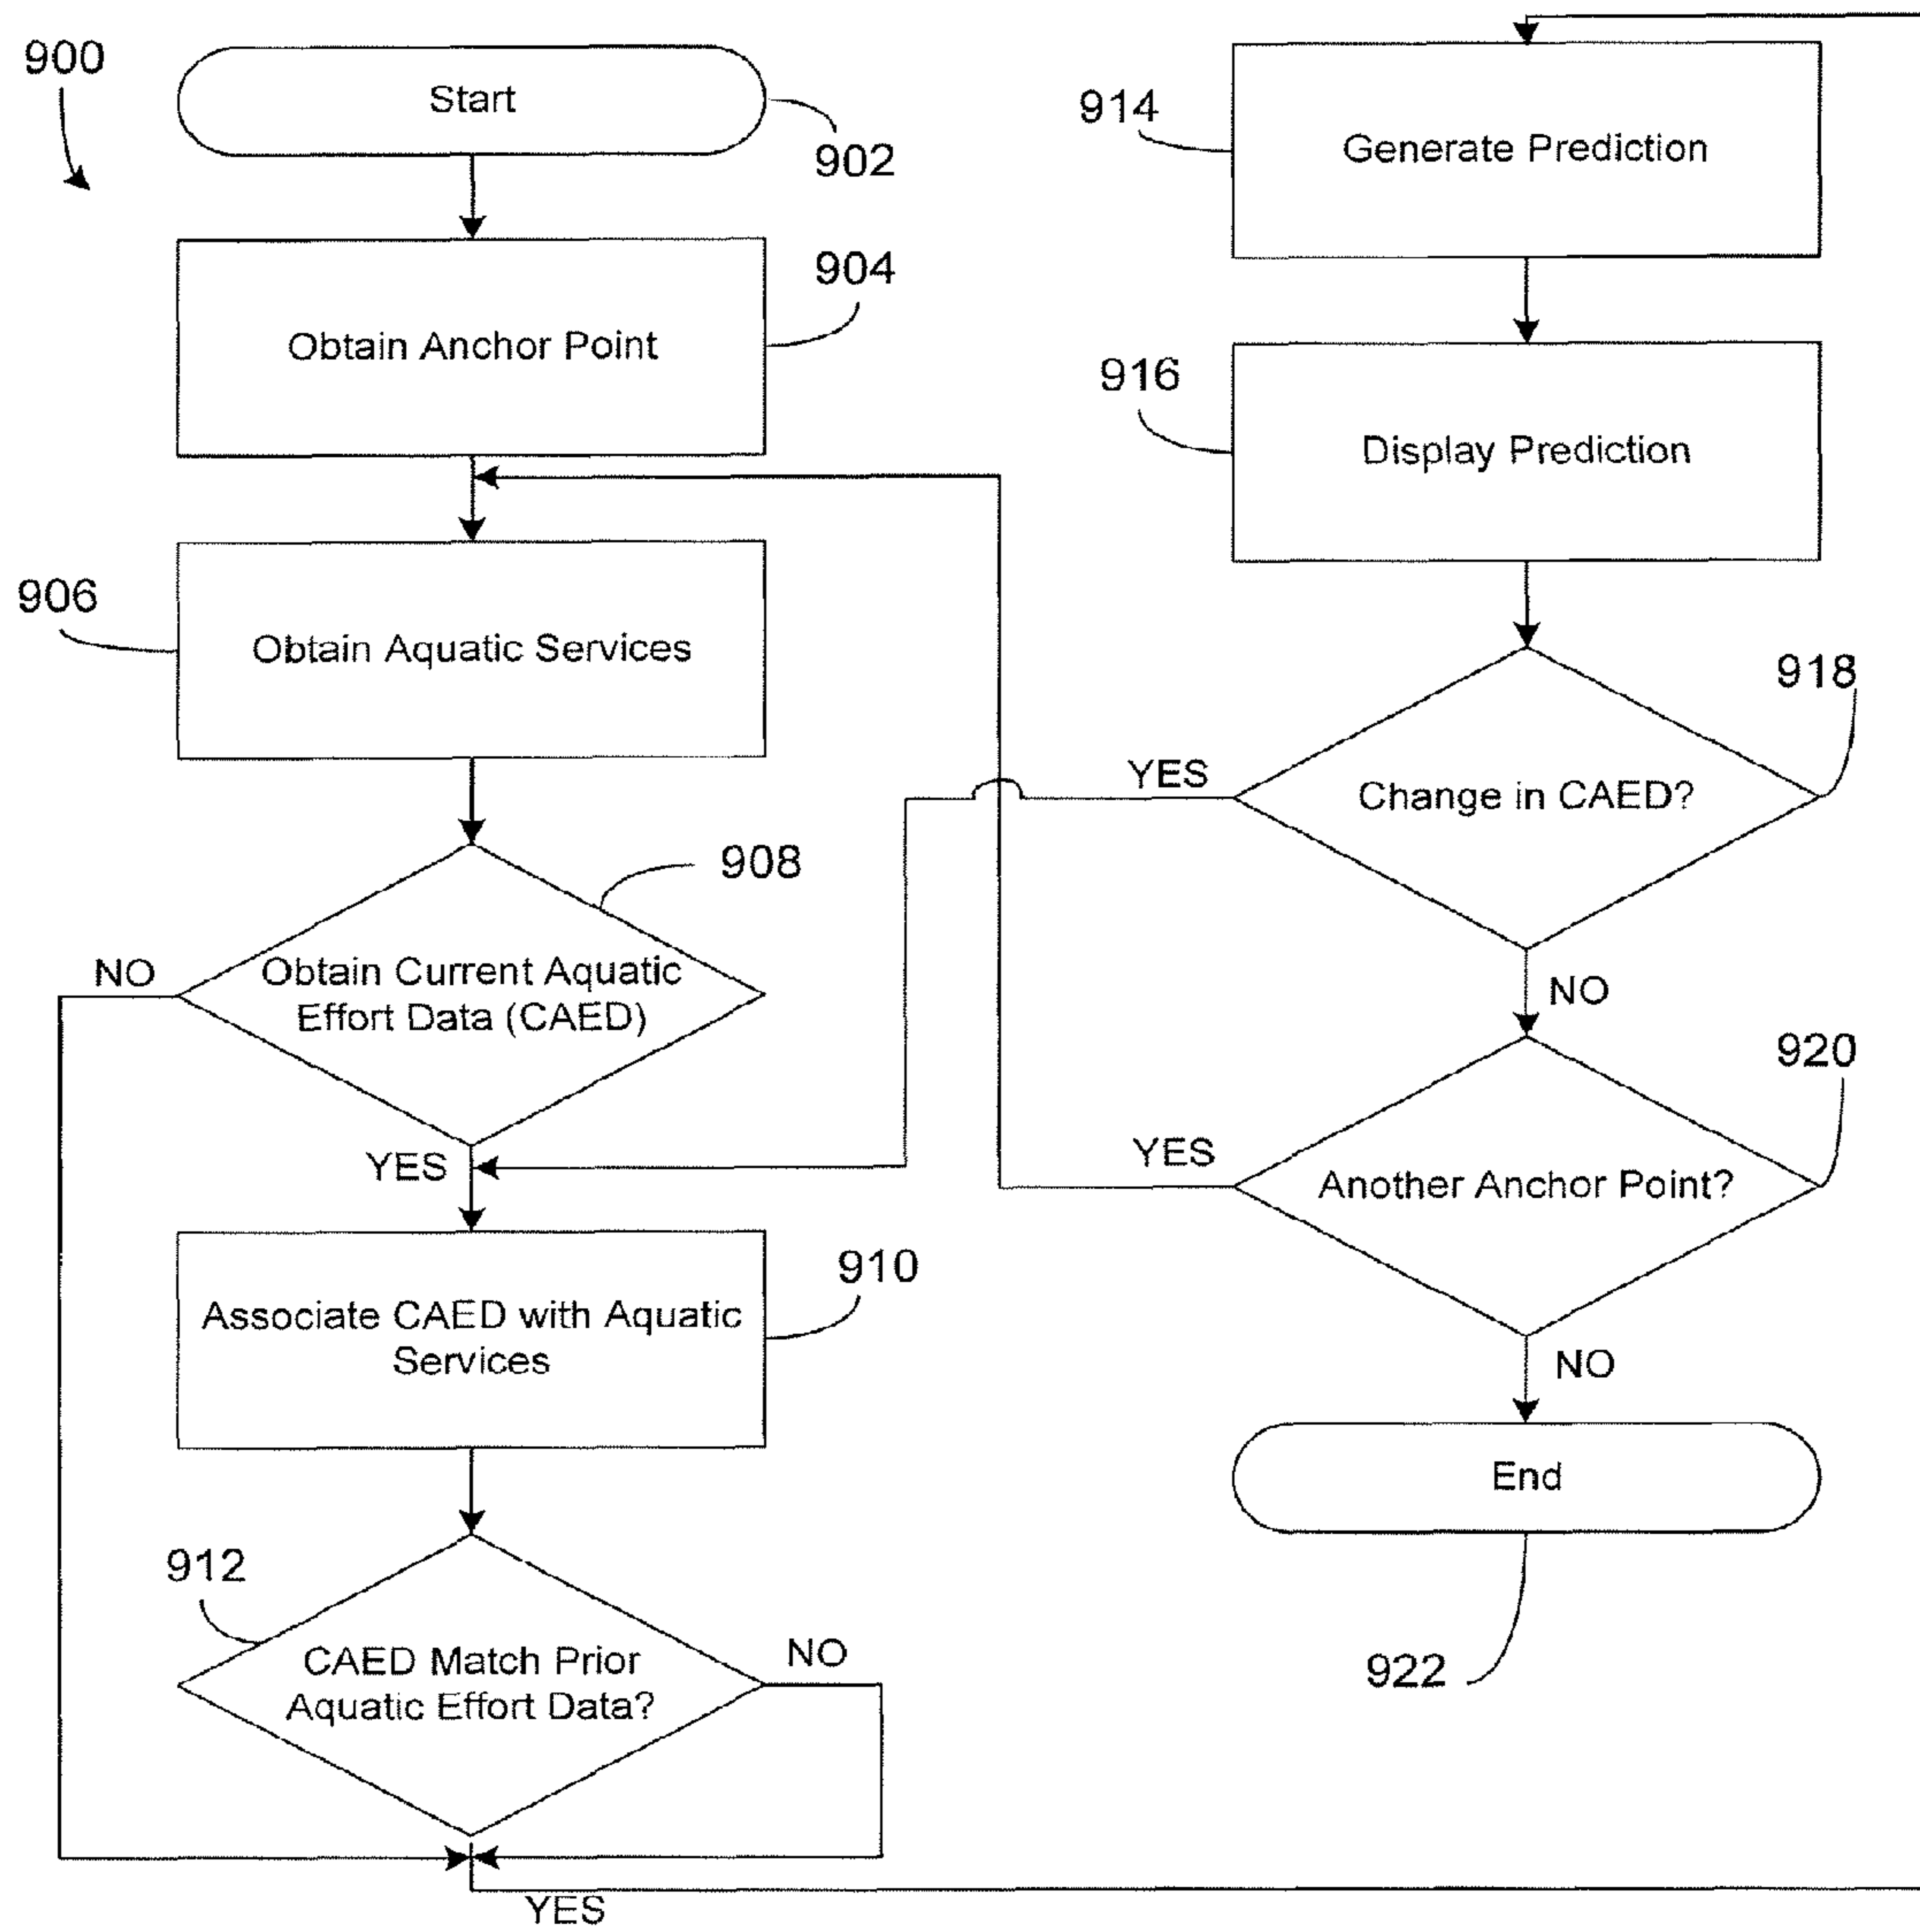 900
Start
902
Obtain Anchor Point
904
906
Obtain Aquatic Services
908
NO
Obtain Current Aquatic
Effort Data (CAED)
YES
910
Associate CAED with Aquatic
Services
912
CAED Match Prior
Aquatic Effort Data?
NO
YES
914
Generate Prediction
916
Display Prediction
918
YES
Change in CAED?
NO
920
YES
Another Anchor Point?
NO
End
922